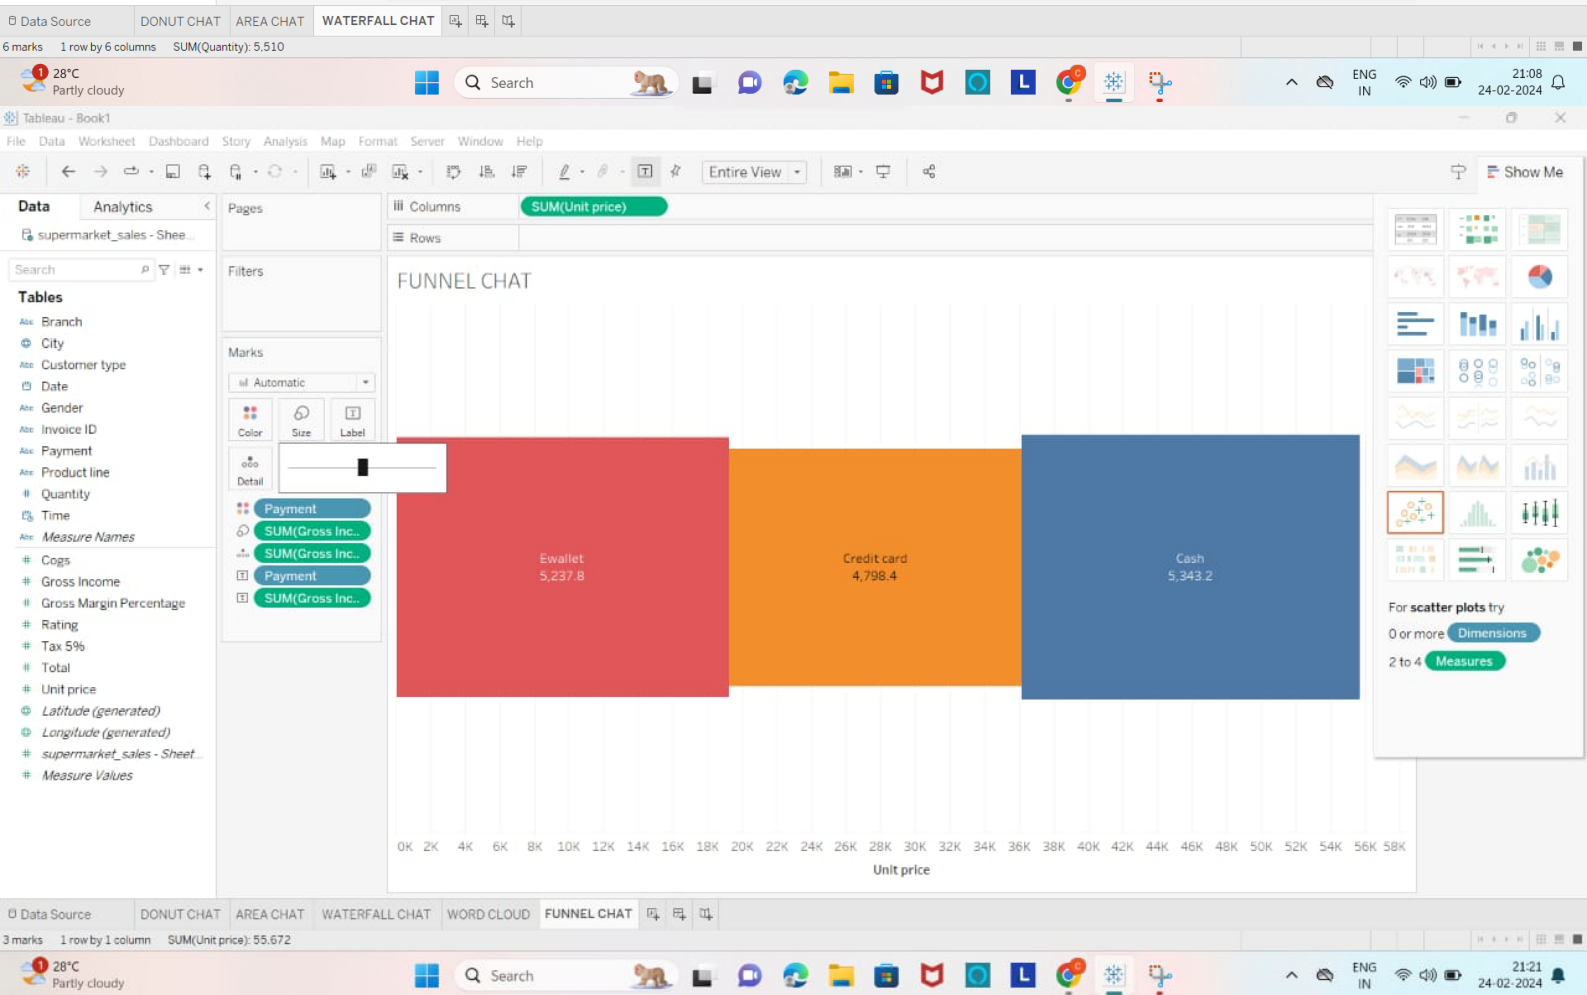 Data Source DONUT CHAT AREA CHAT WATERFALL CHAT
6 marks 1 row by 6 columns SUM(Quantity): 5,510
1 28°C
Partly cloudy
Search
ENG
IN
21:08
24-02-2024
Tableau - Book1
File Data Worksheet Dashboard Story Analysis Map Format Server Window Help
Entire View
Show Me
Data Analytics
supermarket_sales - Shee...
Search
Tables
Abc Branch
City
Abc Customer type
Date
Abc Gender
Abc Invoice ID
Abc Payment
Abc Product line
# Quantity
Time
Abc Measure Names
# Cogs
# Gross Income
# Gross Margin Percentage
# Rating
# Tax 5%
# Total
# Unit price
Latitude (generated)
Longitude (generated)
# supermarket_sales - Sheet...
# Measure Values
Pages
Filters
Marks
Automatic
Color Size Label
Detail
Payment
SUM(Gross Inc..
SUM(Gross Inc..
Payment
SUM(Gross Inc..
Columns SUM(Unit price)
Rows
FUNNEL CHAT
Ewallet
5,237.8
Credit card
4,798.4
Cash
5,343.2
0K 2K 4K 6K 8K 10K 12K 14K 16K 18K 20K 22K 24K 26K 28K 30K 32K 34K 36K 38K 40K 42K 44K 46K 48K 50K 52K 54K 56K 58K
Unit price
For scatter plots try
0 or more Dimensions
2 to 4 Measures
Data Source DONUT CHAT AREA CHAT WATERFALL CHAT WORD CLOUD FUNNEL CHAT
3 marks 1 row by 1 column SUM(Unit price): 55,672
1 28°C
Partly cloudy
Search
ENG
IN
21:21
24-02-2024